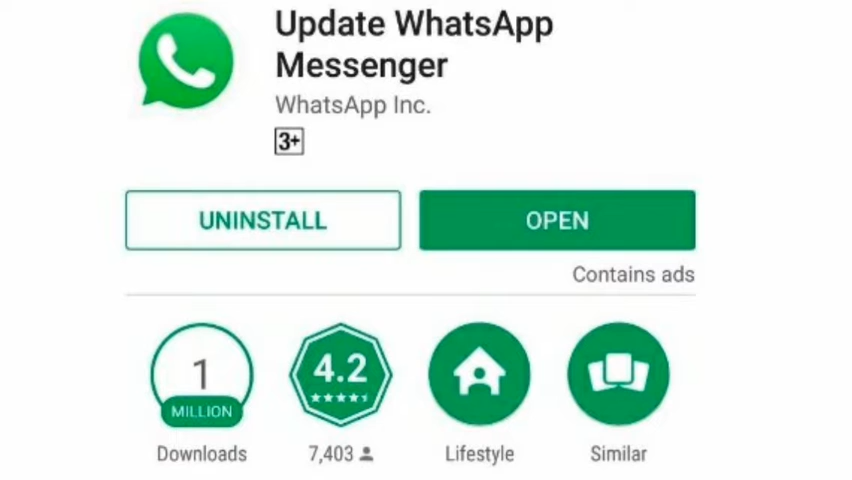 Update WhatsApp
Messenger
WhatsApp Inc.
3+
UNINSTALL
OPEN
Contains ads
1
MILLION
4.2
Downloads
7,403
Lifestyle
Similar